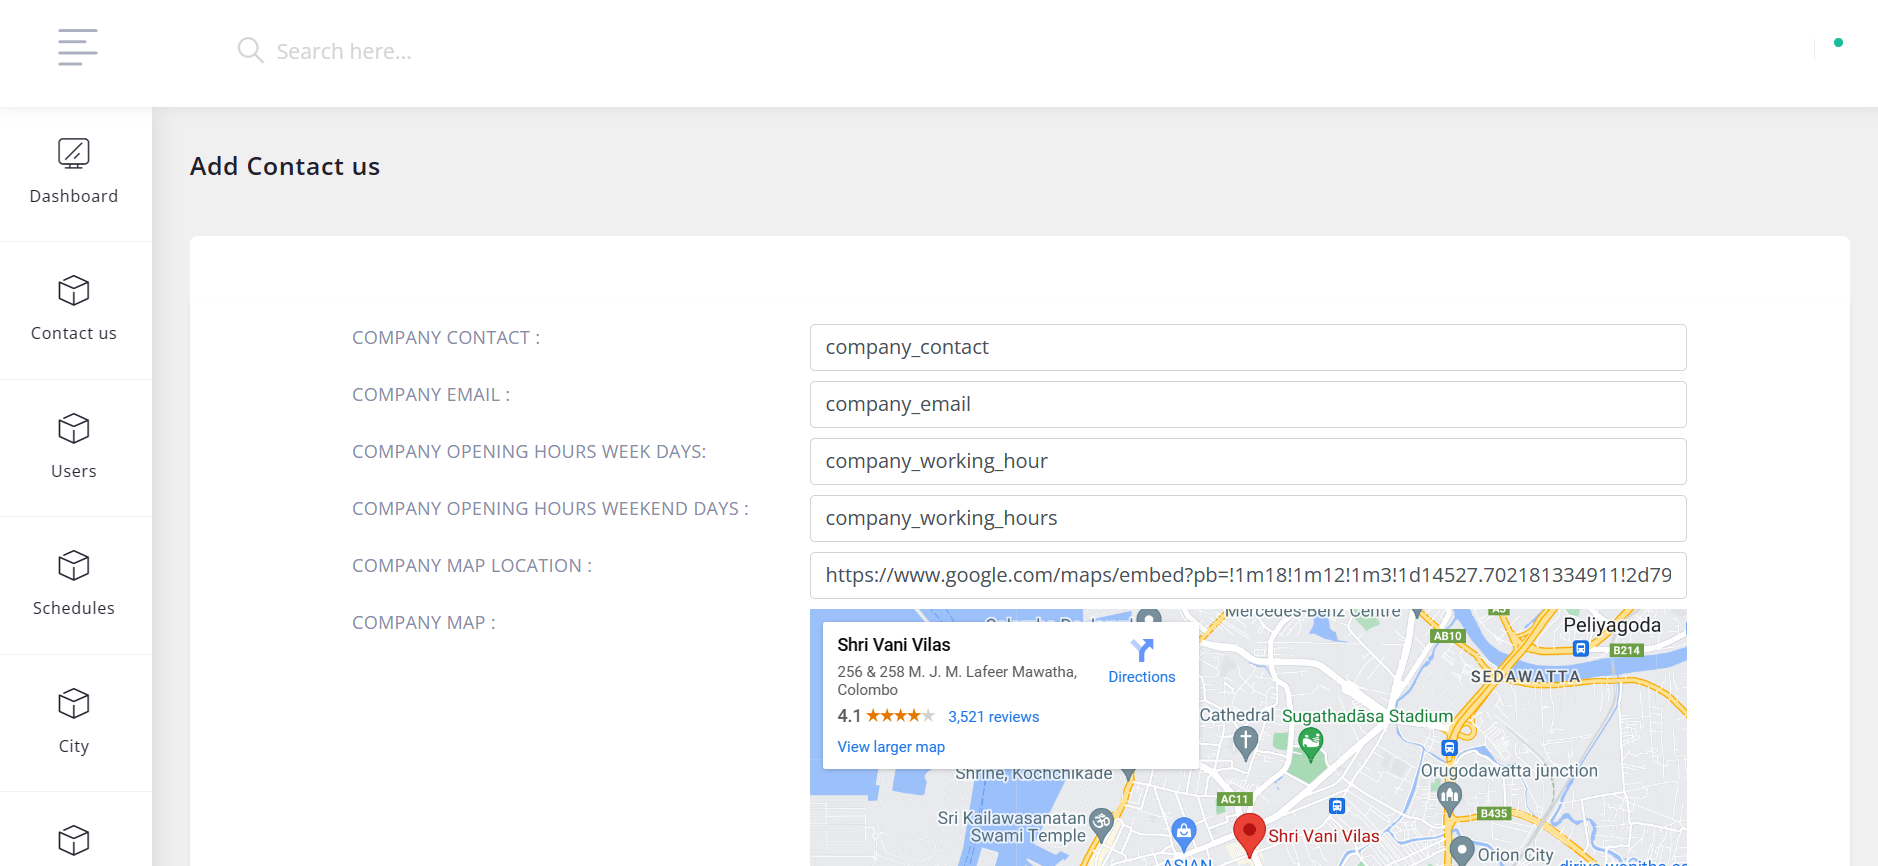 Search here...
Dashboard
Contact us
Users
Schedules
City
Add Contact us
COMPANY CONTACT :
company_contact
COMPANY EMAIL :
company_email
COMPANY OPENING HOURS WEEK DAYS:
company_working_hour
COMPANY OPENING HOURS WEEKEND DAYS :
company_working_hours
COMPANY MAP LOCATION :
https://www.google.com/maps/embed?pb=!1m18!1m12!1m3!1d14527.702181334911!2d79
COMPANY MAP :
Shri Vani Vilas
256 & 258 M. J. M. Lafeer Mawatha,
Colombo
4.1
3,521 reviews
View larger map
Directions
Mercedes-Benz Centre
A3
AB10
Peliyagoda
B214
SEDAWATTA
Cathedral
Sugathadāsa Stadium
Shrine, Kochchikade
Orugodawatta junction
AC11
B435
Sri Kailawasanatan
Swami Temple
Shri Vani Vilas
ASIAN
Orion City